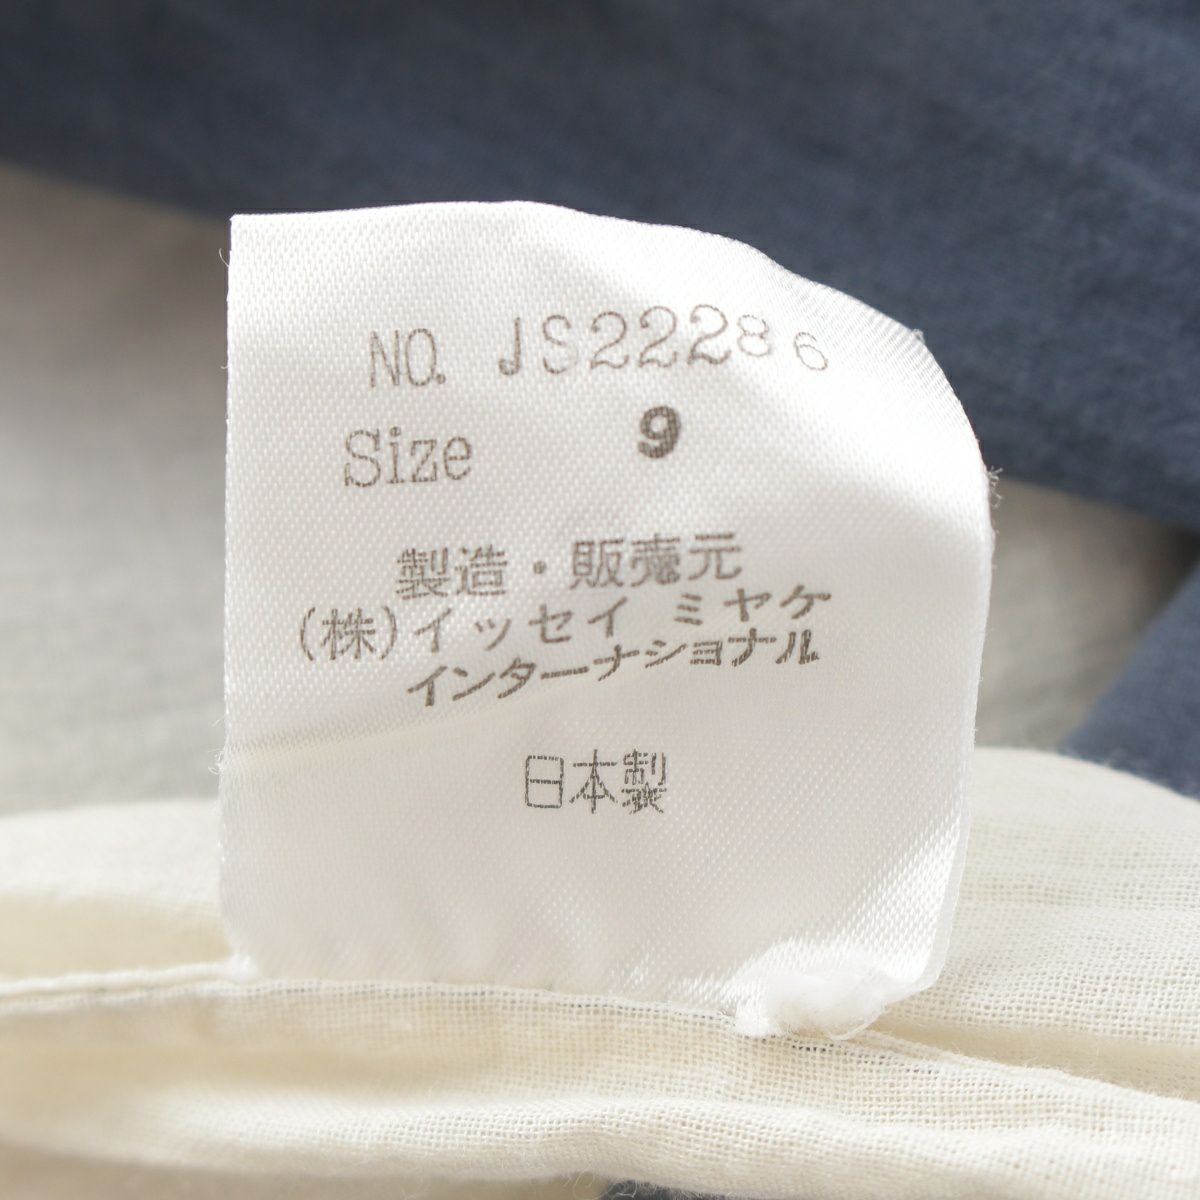 NO. JS22286
Size 9
製造・販売元
(株)イッセイ ミヤケ
インターナショナル
日本製